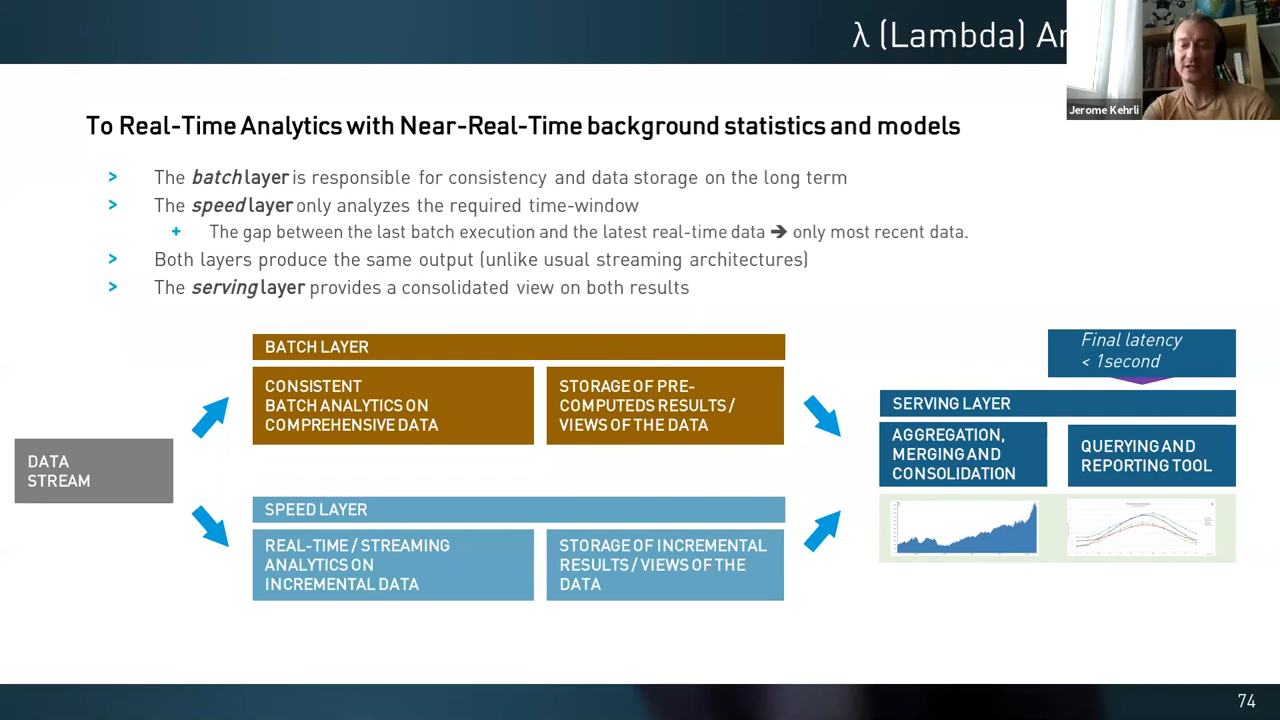 λ (Lambda) Ar
Jerome Kehrli
To Real-Time Analytics with Near-Real-Time background statistics and models
> The batch layer is responsible for consistency and data storage on the long term
> The speed layer only analyzes the required time-window
+ The gap between the last batch execution and the latest real-time data ➔ only most recent data.
> Both layers produce the same output (unlike usual streaming architectures)
> The serving layer provides a consolidated view on both results
DATA
STREAM
BATCH LAYER
CONSISTENT
BATCH ANALYTICS ON
COMPREHENSIVE DATA
STORAGE OF PRE-
COMPUTEDS RESULTS /
VIEWS OF THE DATA
SPEED LAYER
REAL-TIME / STREAMING
ANALYTICS ON
INCREMENTAL DATA
STORAGE OF INCREMENTAL
RESULTS / VIEWS OF THE
DATA
Final latency
< 1second
SERVING LAYER
AGGREGATION,
MERGING AND
CONSOLIDATION
QUERYING AND
REPORTING TOOL
74